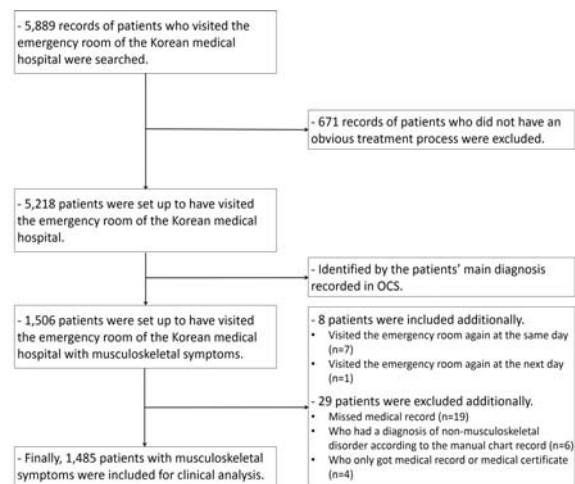 - 5,889 records of patients who visited the
emergency room of the Korean medical
hospital were searched.
- 671 records of patients who did not have an
obvious treatment process were excluded.
- 5,218 patients were set up to have visited
the emergency room of the Korean medical
hospital.
- Identified by the patients' main diagnosis
recorded in OCS.
- 1,506 patients were set up to have visited
the emergency room of the Korean medical
hospital with musculoskeletal symptoms.
- 8 patients were included additionally.
• Visited the emergency room again at the same day
(n=7)
• Visited the emergency room again at the next day
(n=1)
- 29 patients were excluded additionally.
• Missed medical record (n=19)
• Who had a diagnosis of non-musculoskeletal
disorder according to the manual chart record (n=6)
• Who only got medical record or medical certificate
(n=4)
- Finally, 1,485 patients with musculoskeletal
symptoms were included for clinical analysis.